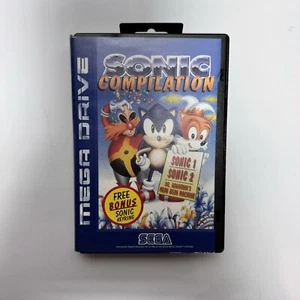 SONIC
COMPILATION
MEGA DRIVE
SONIC 1
SONIC 2
DR. ROBOTNIK'S
MEAN BEAN MACHINE
FREE
BONUS
SONIC
KEYRING
SEGA